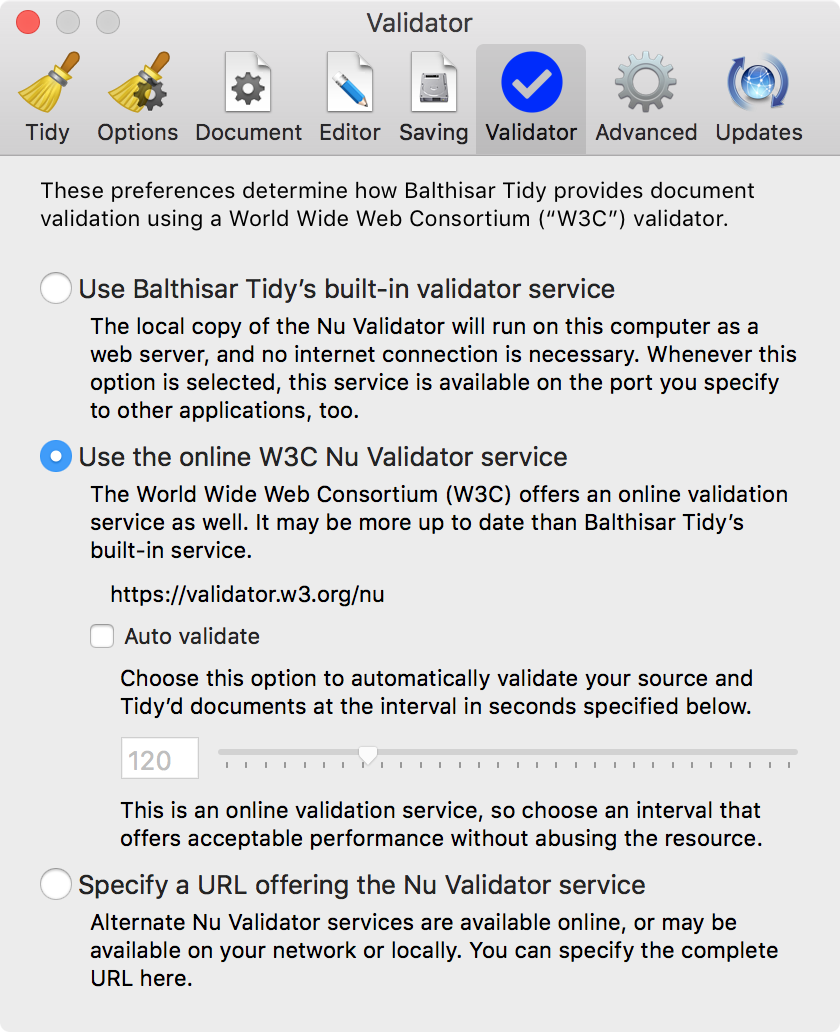 Validator
Tidy Options Document Editor Saving Validator Advanced Updates
These preferences determine how Balthisar Tidy provides document
validation using a World Wide Web Consortium (“W3C”) validator.
Use Balthisar Tidy’s built-in validator service
The local copy of the Nu Validator will run on this computer as a
web server, and no internet connection is necessary. Whenever this
option is selected, this service is available on the port you specify
to other applications, too.
Use the online W3C Nu Validator service
The World Wide Web Consortium (W3C) offers an online validation
service as well. It may be more up to date than Balthisar Tidy’s
built-in service.
https://validator.w3.org/nu
Auto validate
Choose this option to automatically validate your source and
Tidy’d documents at the interval in seconds specified below.
120
This is an online validation service, so choose an interval that
offers acceptable performance without abusing the resource.
Specify a URL offering the Nu Validator service
Alternate Nu Validator services are available online, or may be
available on your network or locally. You can specify the complete
URL here.